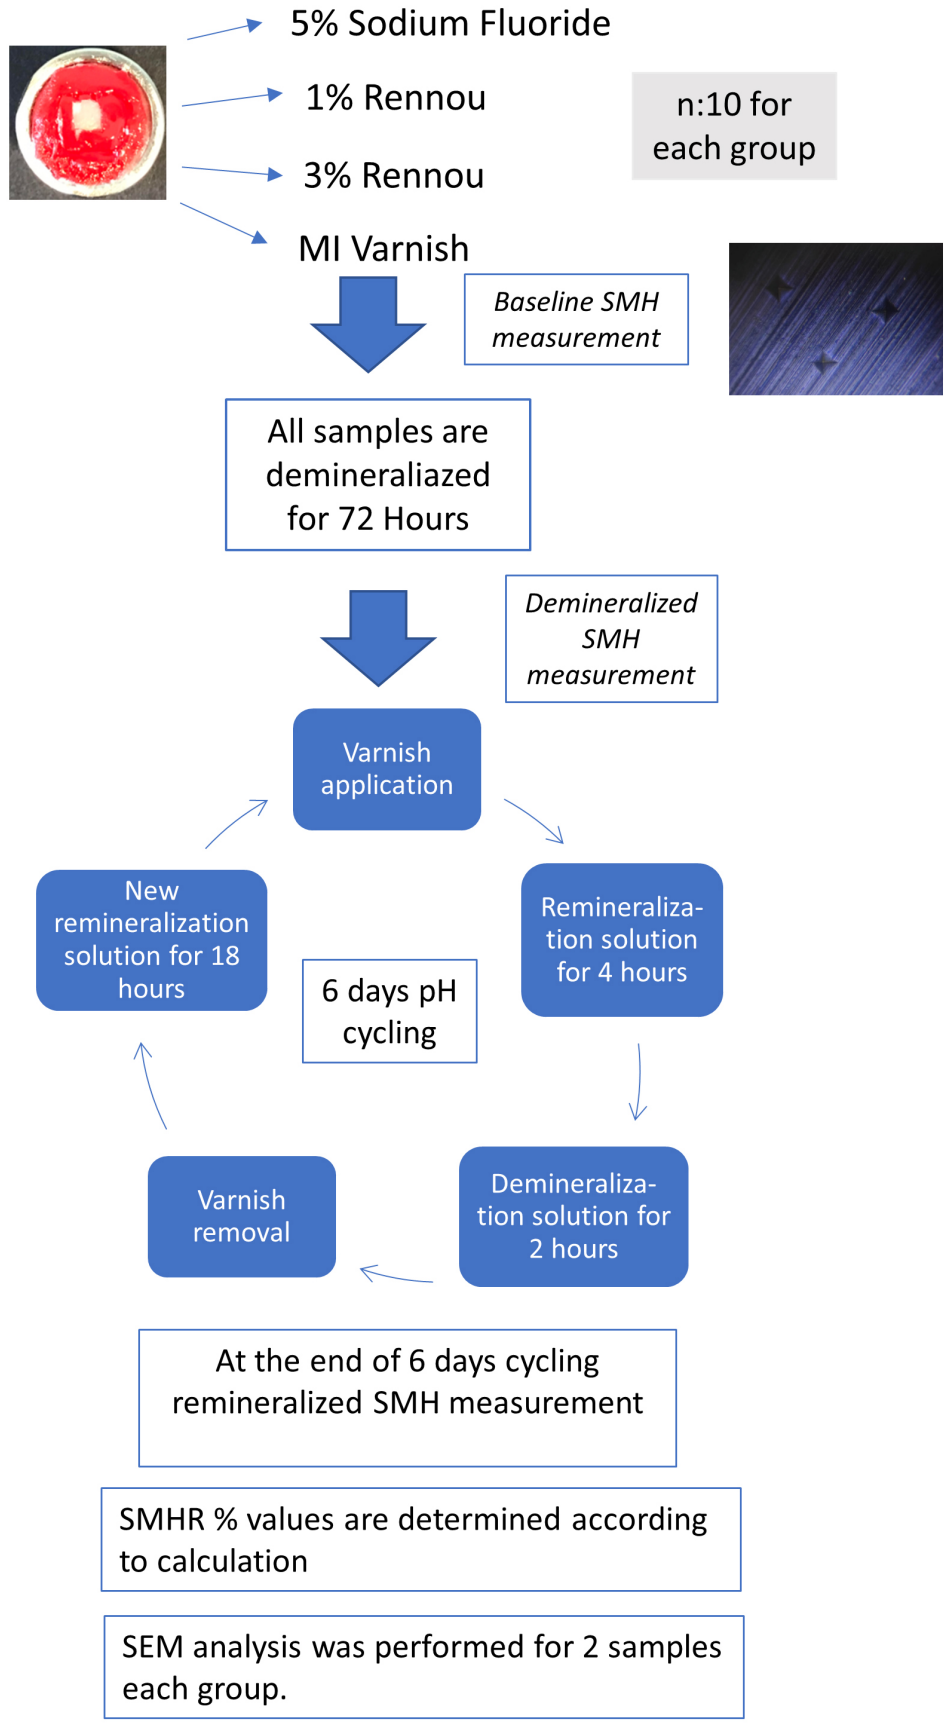 5% Sodium Fluoride
1% Rennou
3% Rennou
MI Varnish
n:10 for
each group
Baseline SMH
measurement
All samples are
demineraliazed
for 72 Hours
Demineralized
SMH
measurement
Varnish
application
Remineraliza-
tion solution
for 4 hours
Demineraliza-
tion solution for
2 hours
Varnish
removal
New
remineralization
solution for 18
hours
6 days pH
cycling
At the end of 6 days cycling
remineralized SMH measurement
SMHR % values are determined according
to calculation
SEM analysis was performed for 2 samples
each group.